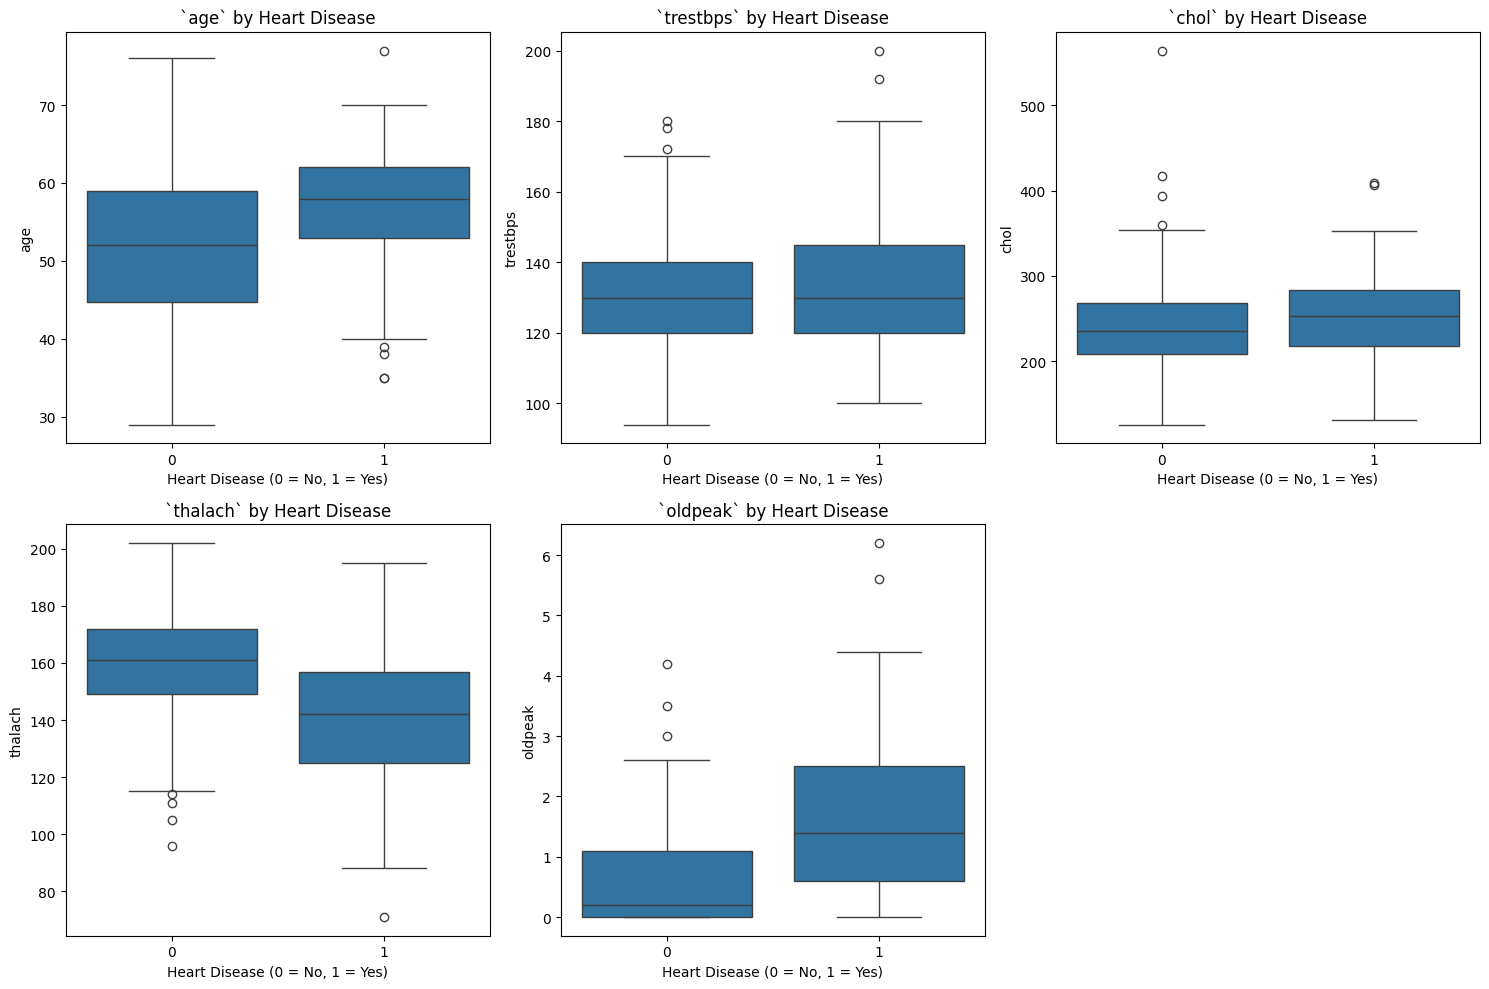 `age` by Heart Disease
age
70
60
50
40
30
0
1
Heart Disease (0 = No, 1 = Yes)
`trestbps` by Heart Disease
trestbps
200
180
160
140
120
100
0
1
Heart Disease (0 = No, 1 = Yes)
`chol` by Heart Disease
chol
500
400
300
200
0
1
Heart Disease (0 = No, 1 = Yes)
`thalach` by Heart Disease
thalach
200
180
160
140
120
100
80
0
1
Heart Disease (0 = No, 1 = Yes)
`oldpeak` by Heart Disease
oldpeak
6
5
4
3
2
1
0
0
1
Heart Disease (0 = No, 1 = Yes)